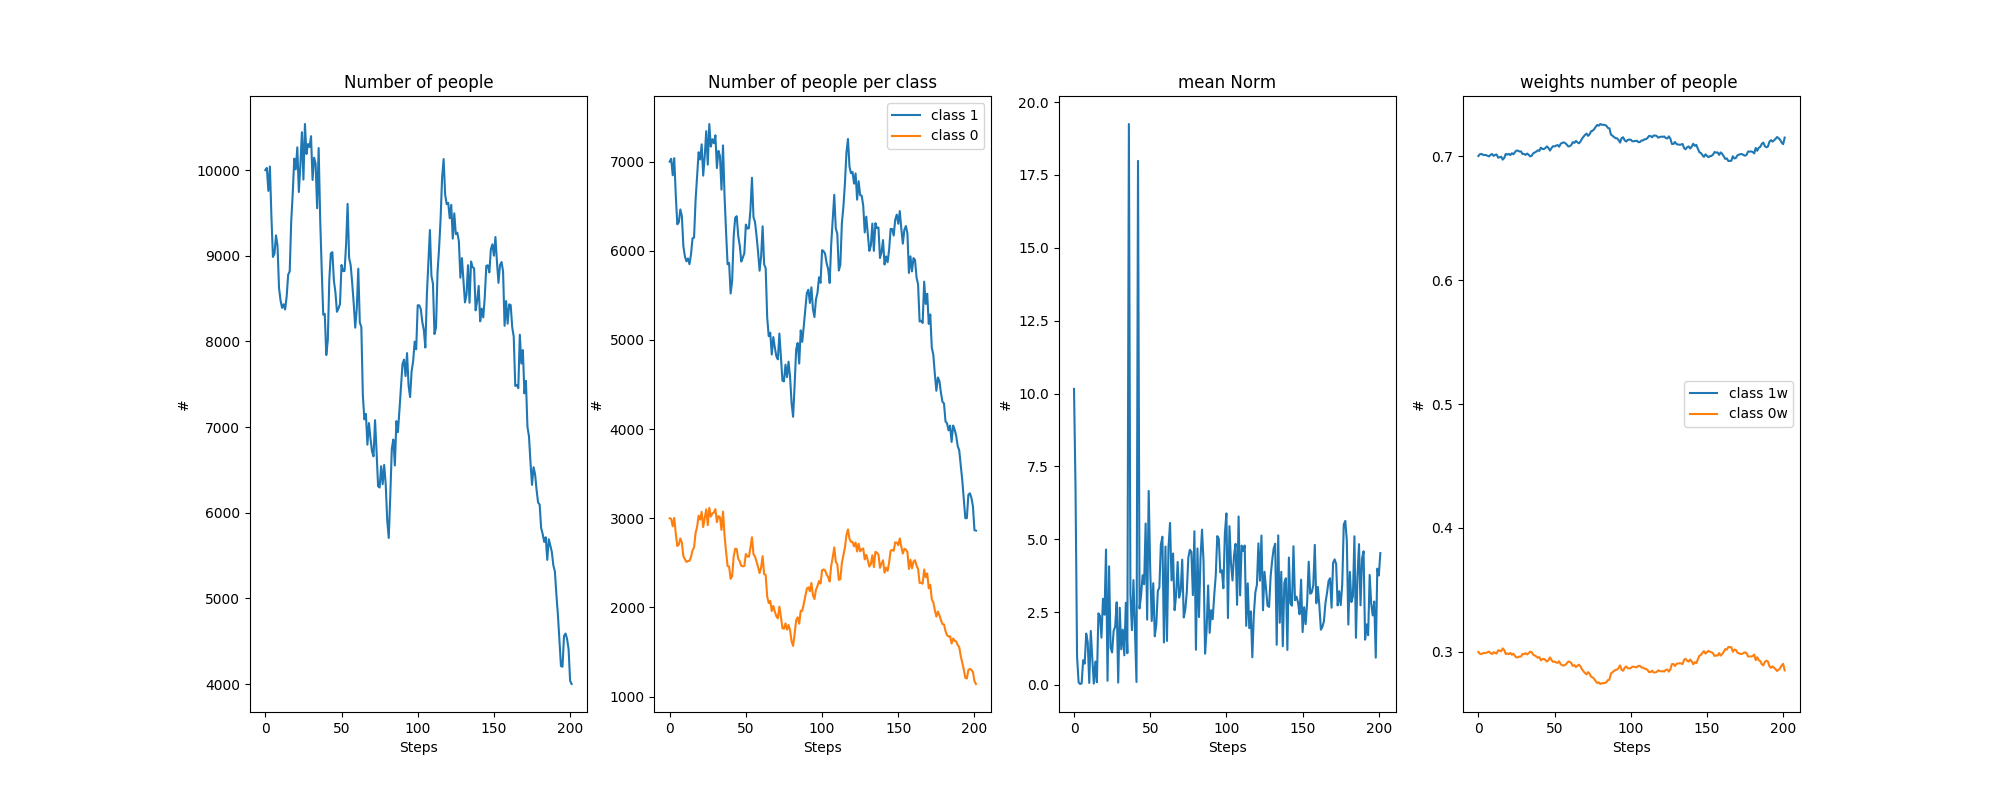 Number of people
10000
9000
8000
7000
6000
5000
4000
#
0 50 100 150 200
Steps
Number of people per class
class 1
class 0
7000
6000
5000
4000
3000
2000
1000
#
0 50 100 150 200
Steps
mean Norm
20.0
17.5
15.0
12.5
10.0
7.5
5.0
2.5
0.0
#
0 50 100 150 200
Steps
weights number of people
0.7
0.6
0.5
0.4
0.3
#
class 1w
class 0w
0 50 100 150 200
Steps